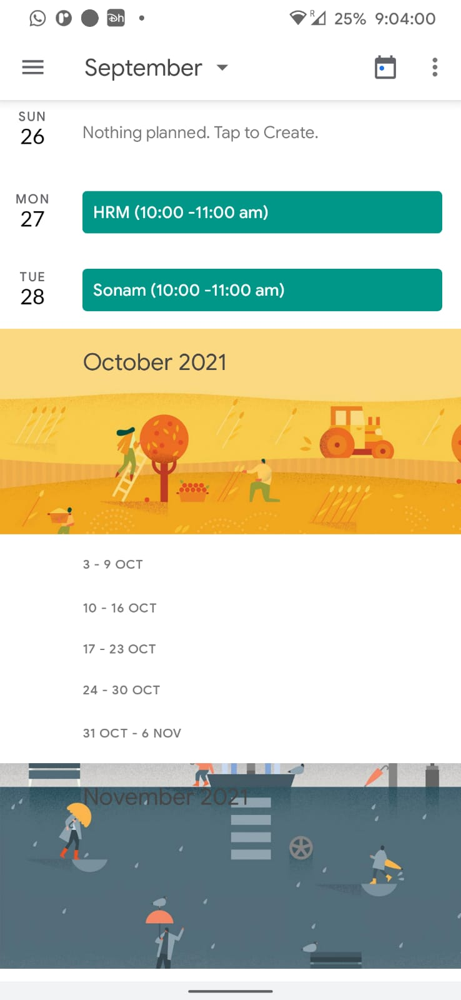 Dh
R
25% 9:04:00
September
SUN
26
Nothing planned. Tap to Create.
MON
27
HRM (10:00 -11:00 am)
TUE
28
Sonam (10:00 -11:00 am)
October 2021
3 - 9 OCT
10 - 16 OCT
17 - 23 OCT
24 - 30 OCT
31 OCT - 6 NOV
November 2021